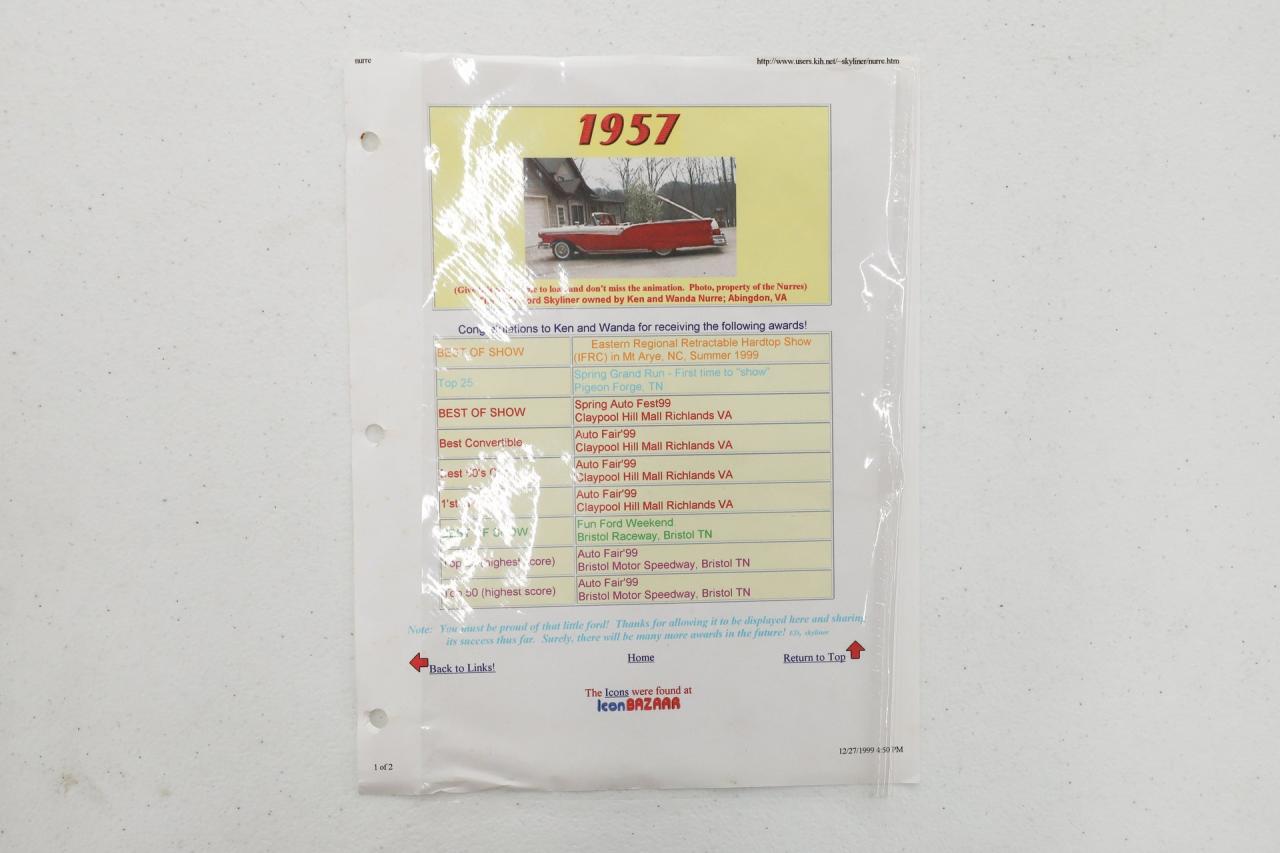 nurre
http://www.users.kih.net/~skyliner/nurre.htm
1957
to load and don't miss the animation. Photo, property of the Nurres)
Skyliner owned by Ken and Wanda Nurre; Abingdon, VA
to Ken and Wanda for receiving the following awards!
BEST OF SHOW
Eastern Regional Retractable Hardtop Show
(IFRC) in Mt Arye, NC, Summer 1999
Top 25
Spring Grand Run - First time to "show"
Pigeon Forge, TN
BEST OF SHOW
Spring Auto Fest99
Claypool Hill Mall Richlands VA
Best Convertible
Auto Fair'99
Claypool Hill Mall Richlands VA
Auto Fair'99
Claypool Hill Mall Richlands VA
1'st
Auto Fair'99
Claypool Hill Mall Richlands VA
BEST OF SHOW
Fun Ford Weekend
Bristol Raceway, Bristol TN
(highest score)
Auto Fair'99
Bristol Motor Speedway, Bristol TN
(highest score)
Auto Fair'99
Bristol Motor Speedway, Bristol TN
Note: You must be proud of that little ford! Thanks for allowing it to be displayed here and sharing
its success thus far. Surely, there will be many more awards in the future! skyliner
Back to Links!
Home
Return to Top
The Icons were found at
IconBAZAAR
12/27/1999 4:50 PM
1 of 2